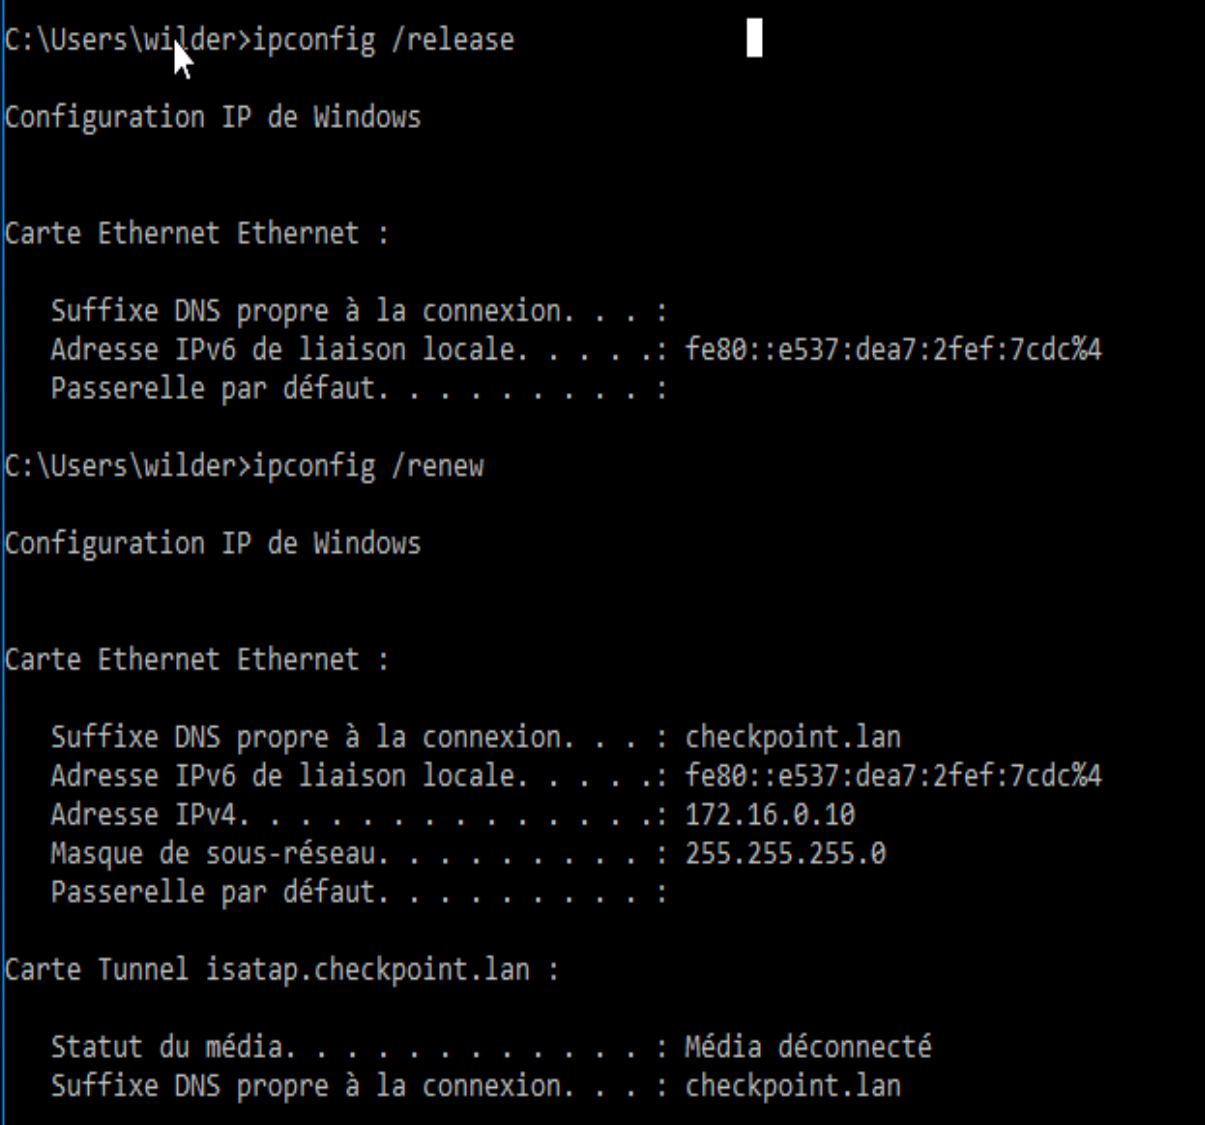 C:\Users\wilder>ipconfig /release
Configuration IP de Windows
Carte Ethernet Ethernet :
Suffixe DNS propre à la connexion. . . :
Adresse IPv6 de liaison locale. . . . .: fe80::e537:dea7:2fef:7cdc%4
Passerelle par défaut. . . . . . . . . :
C:\Users\wilder>ipconfig /renew
Configuration IP de Windows
Carte Ethernet Ethernet :
Suffixe DNS propre à la connexion. . . : checkpoint.lan
Adresse IPv6 de liaison locale. . . . .: fe80::e537:dea7:2fef:7cdc%4
Adresse IPv4. . . . . . . . . . . . . .: 172.16.0.10
Masque de sous-réseau. . . . . . . . . : 255.255.255.0
Passerelle par défaut. . . . . . . . . :
Carte Tunnel isatap.checkpoint.lan :
Statut du média. . . . . . . . . . . . : Média déconnecté
Suffixe DNS propre à la connexion. . . : checkpoint.lan